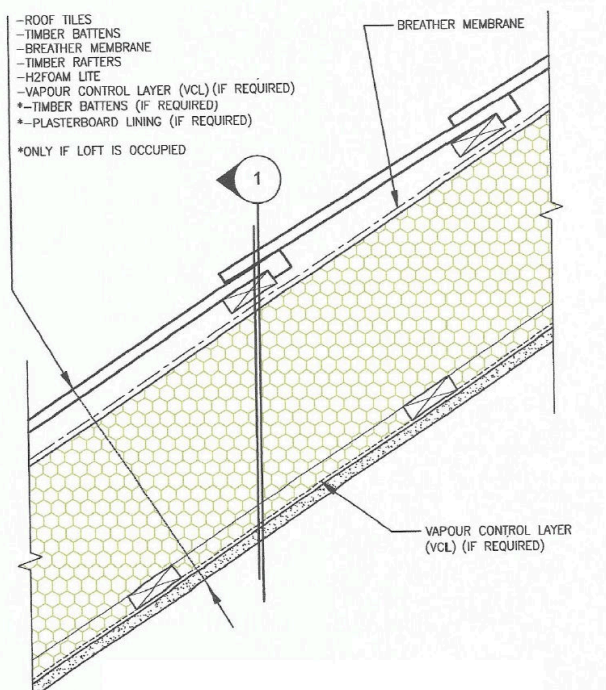 -ROOF TILES
-TIMBER BATTENS
-BREATHER MEMBRANE
-TIMBER RAFTERS
-H2FOAM LITE
-VAPOUR CONTROL LAYER (VCL) (IF REQUIRED)
*-TIMBER BATTENS (IF REQUIRED)
*-PLASTERBOARD LINING (IF REQUIRED)
*ONLY IF LOFT IS OCCUPIED
BREATHER MEMBRANE
1
VAPOUR CONTROL LAYER
(VCL) (IF REQUIRED)